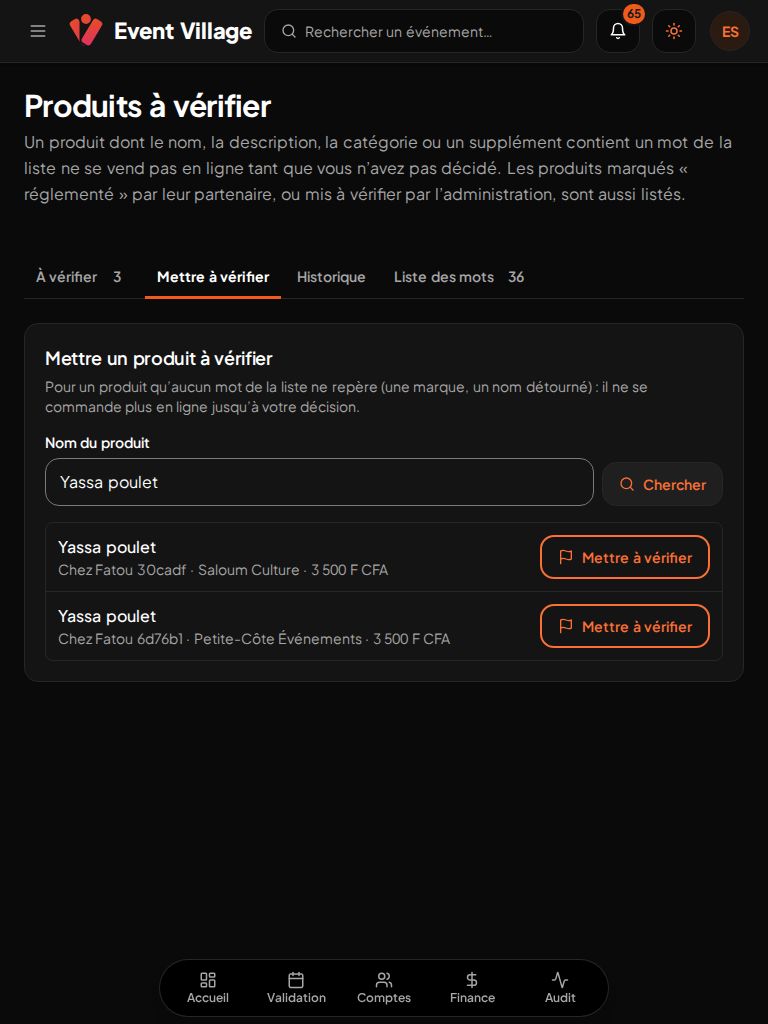 Event Village
Rechercher un événement...
65
ES
Produits à vérifier
Un produit dont le nom, la description, la catégorie ou un supplément contient un mot de la
liste ne se vend pas en ligne tant que vous n’avez pas décidé. Les produits marqués «
réglementé » par leur partenaire, ou mis à vérifier par l’administration, sont aussi listés.
À vérifier 3
Mettre à vérifier
Historique
Liste des mots 36
Mettre un produit à vérifier
Pour un produit qu’aucun mot de la liste ne repère (une marque, un nom détourné) : il ne se
commande plus en ligne jusqu’à votre décision.
Nom du produit
Yassa poulet
Chercher
Yassa poulet
Chez Fatou 30cadf · Saloum Culture · 3 500 F CFA
Mettre à vérifier
Yassa poulet
Chez Fatou 6d76b1 · Petite-Côte Événements · 3 500 F CFA
Mettre à vérifier
Accueil
Validation
Comptes
Finance
Audit